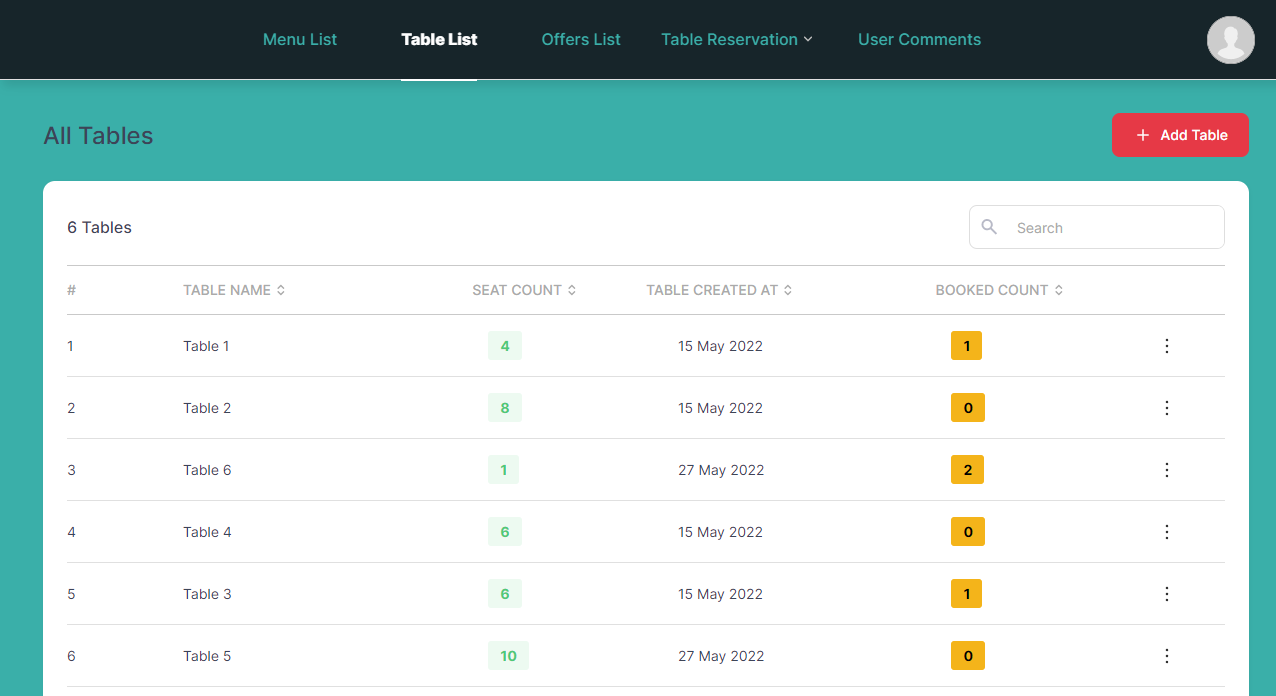 Menu List Table List Offers List Table Reservation User Comments
All Tables + Add Table
6 Tables Search
# TABLE NAME SEAT COUNT TABLE CREATED AT BOOKED COUNT
1 Table 1 4 15 May 2022 1
2 Table 2 8 15 May 2022 0
3 Table 6 1 27 May 2022 2
4 Table 4 6 15 May 2022 0
5 Table 3 6 15 May 2022 1
6 Table 5 10 27 May 2022 0